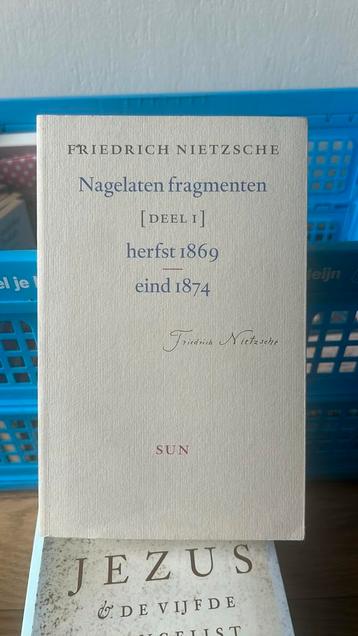 FRIEDRICH NIETZSCHE
Nagelaten fragmenten
[DEEL I]
herfst 1869
eind 1874
Friedrich Nietzsche
SUN
JEZUS
& DE VIJFDE